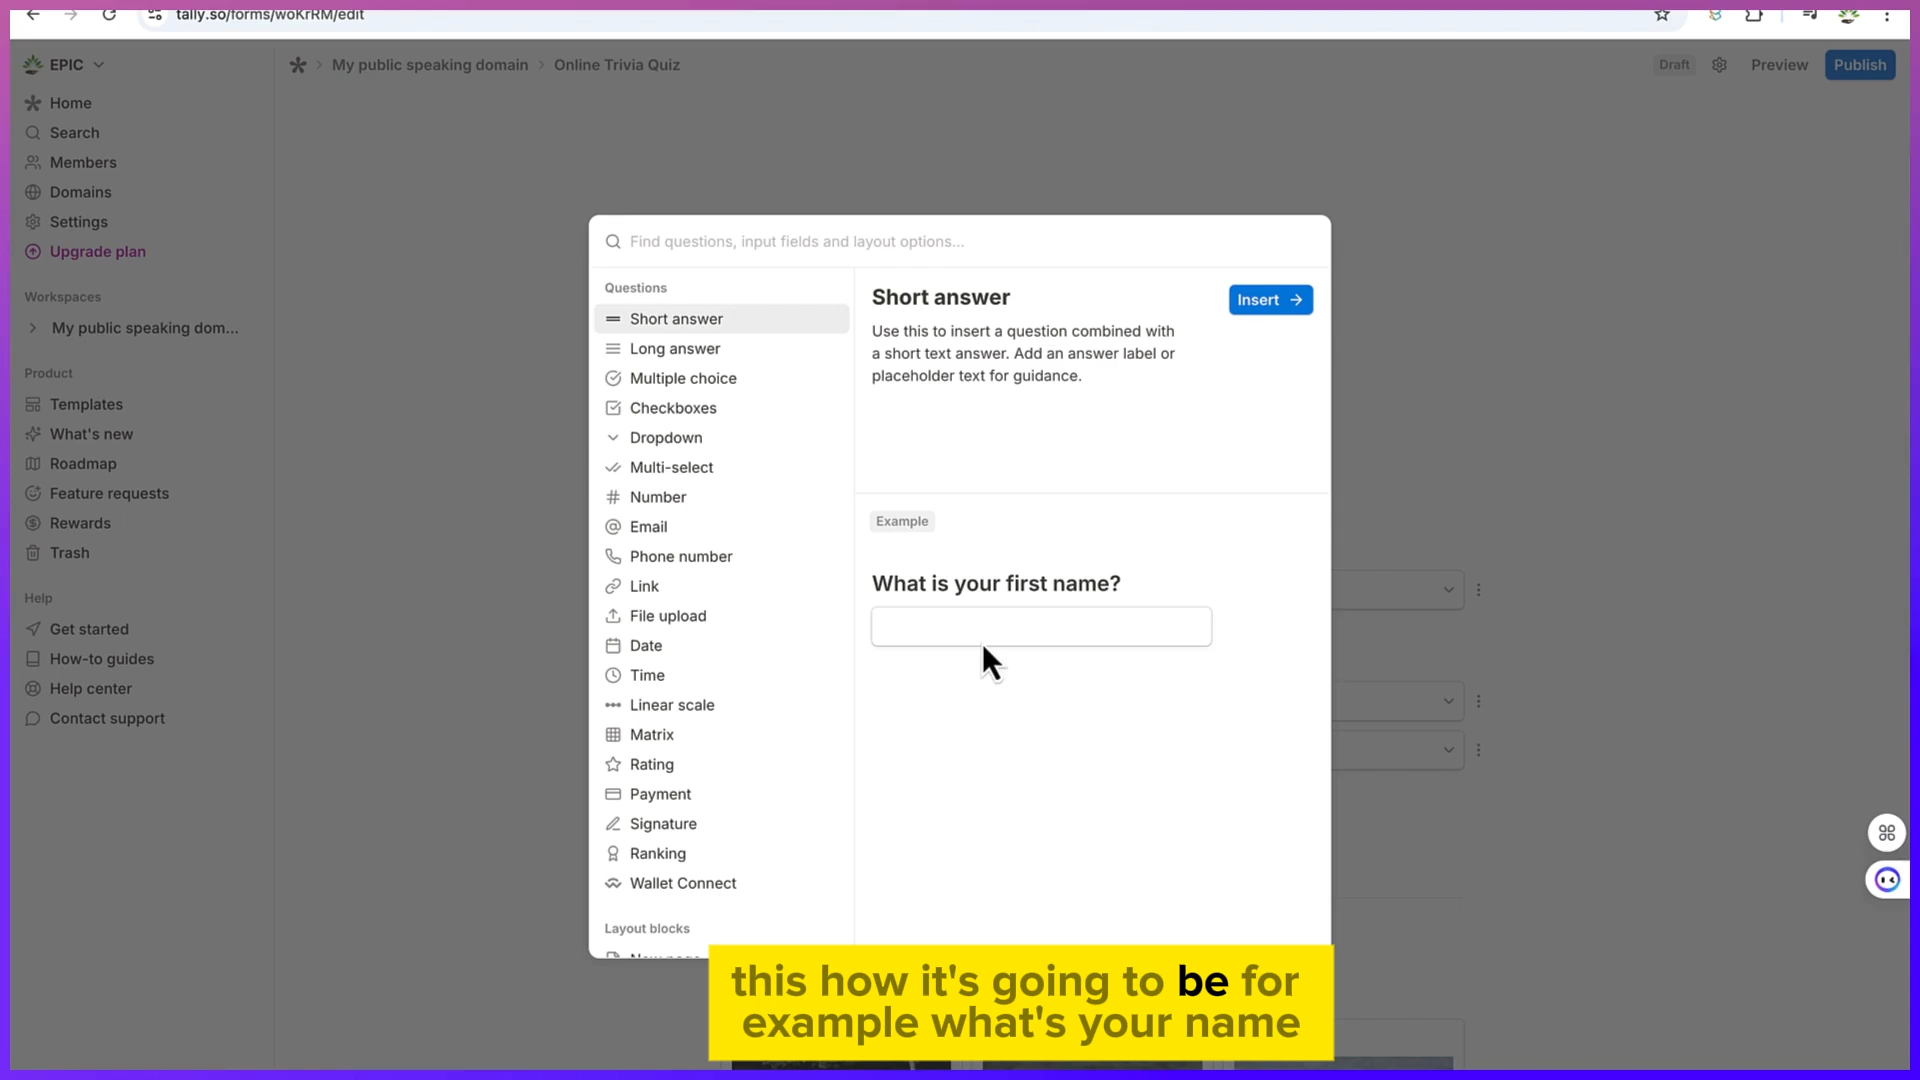 tally.so/forms/woKrRM/edit
EPIC
My public speaking domain > Online Trivia Quiz
Draft
Preview
Publish
Home
Search
Members
Domains
Settings
Upgrade plan
Workspaces
My public speaking dom...
Product
Templates
What's new
Roadmap
Feature requests
Rewards
Trash
Help
Get started
How-to guides
Help center
Contact support
Find questions, input fields and layout options...
Questions
Short answer
Long answer
Multiple choice
Checkboxes
Dropdown
Multi-select
Number
Email
Phone number
Link
File upload
Date
Time
Linear scale
Matrix
Rating
Payment
Signature
Ranking
Wallet Connect
Layout blocks
Short answer
Insert
Use this to insert a question combined with
a short text answer. Add an answer label or
placeholder text for guidance.
Example
What is your first name?
this how it's going to be for
example what's your name